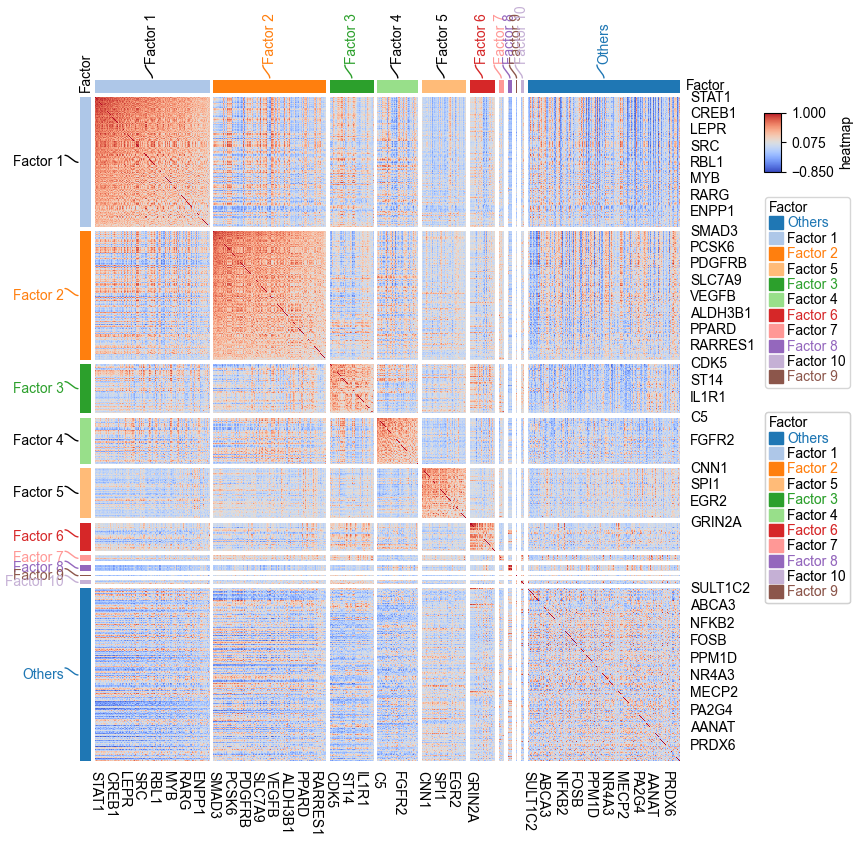 Factor 1
Factor 2
Factor 3
Factor 4
Factor 5
Factor 6
Factor 7
Factor 8
Factor 9
Factor 10
Others
Factor
Factor
STAT1
CREB1
LEPR
SRC
RBL1
MYB
RARG
ENPP1
SMAD3
PCSK6
PDGFRB
SLC7A9
VEGFB
ALDH3B1
PPARD
RARRES1
CDK5
ST14
IL1R1
C5
FGFR2
CNN1
SPI1
EGR2
GRIN2A
SULT1C2
ABCA3
NFKB2
FOSB
PPM1D
NR4A3
MECP2
PA2G4
AANAT
PRDX6
Factor 1
Factor 2
Factor 3
Factor 4
Factor 5
Factor 6
Factor 7
Factor 8
Factor 9
Factor 10
Others
STAT1
CREB1
LEPR
SRC
RBL1
MYB
RARG
ENPP1
SMAD3
PCSK6
PDGFRB
SLC7A9
VEGFB
ALDH3B1
PPARD
RARRES1
CDK5
ST14
IL1R1
C5
FGFR2
CNN1
SPI1
EGR2
GRIN2A
SULT1C2
ABCA3
NFKB2
FOSB
PPM1D
NR4A3
MECP2
PA2G4
AANAT
PRDX6
1.000
0.075
−0.850
heatmap
Factor
Others
Factor 1
Factor 2
Factor 5
Factor 3
Factor 4
Factor 6
Factor 7
Factor 8
Factor 10
Factor 9
Factor
Others
Factor 1
Factor 2
Factor 5
Factor 3
Factor 4
Factor 6
Factor 7
Factor 8
Factor 10
Factor 9